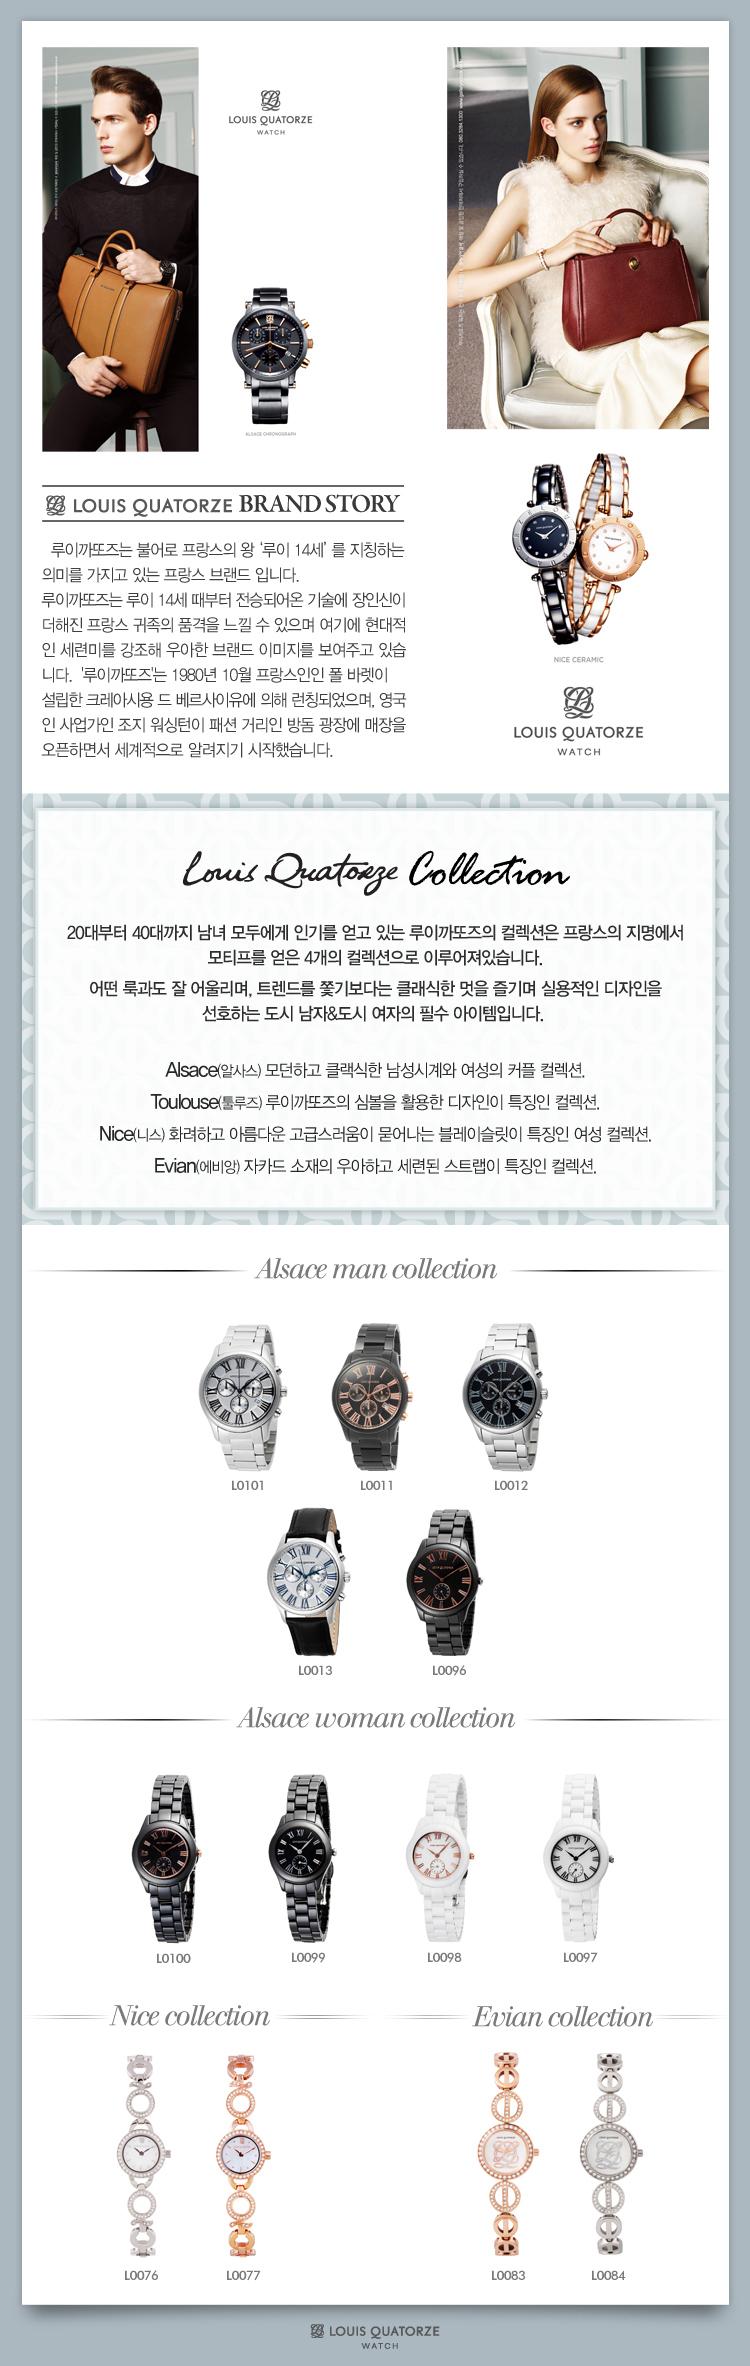 LOUIS QUATORZE
WATCH
ALSACE CHRONOGRAPH
LOUIS QUATORZE BRAND STORY
루이까또즈는 불어로 프랑스의 왕 ‘루이 14세’ 를 지칭하는
의미를 가지고 있는 프랑스 브랜드 입니다.
루이까또즈는 루이 14세 때부터 전승되어온 기술에 장인신이
더해진 프랑스 귀족의 품격을 느낄 수 있으며 여기에 현대적
인 세련미를 강조해 우아한 브랜드 이미지를 보여주고 있습
니다. '루이까또즈'는 1980년 10월 프랑스인인 폴 바렛이
설립한 크레아시용 드 베르사이유에 의해 런칭되었으며, 영국
인 사업가인 조지 워싱턴이 패션 거리인 방돔 광장에 매장을
오픈하면서 세계적으로 알려지기 시작했습니다.
NICE CERAMIC
LOUIS QUATORZE
WATCH
Louis Quatorze Collection
20대부터 40대까지 남녀 모두에게 인기를 얻고 있는 루이까또즈의 컬렉션은 프랑스의 지명에서
모티프를 얻은 4개의 컬렉션으로 이루어져있습니다.
어떤 룩과도 잘 어울리며, 트렌드를 쫓기보다는 클래식한 멋을 즐기며 실용적인 디자인을
선호하는 도시 남자&도시 여자의 필수 아이템입니다.
Alsace(알사스) 모던하고 클랙식한 남성시계와 여성의 커플 컬렉션.
Toulouse(툴루즈) 루이까또즈의 심볼을 활용한 디자인이 특징인 컬렉션.
Nice(니스) 화려하고 아름다운 고급스러움이 묻어나는 블레이슬릿이 특징인 여성 컬렉션.
Evian(에비앙) 자카드 소재의 우아하고 세련된 스트랩이 특징인 컬렉션.
Alsace man collection
L0101 L0011 L0012
L0013 L0096
Alsace woman collection
L0100 L0099 L0098 L0097
Nice collection Evian collection
L0076 L0077 L0083 L0084
LOUIS QUATORZE
WATCH